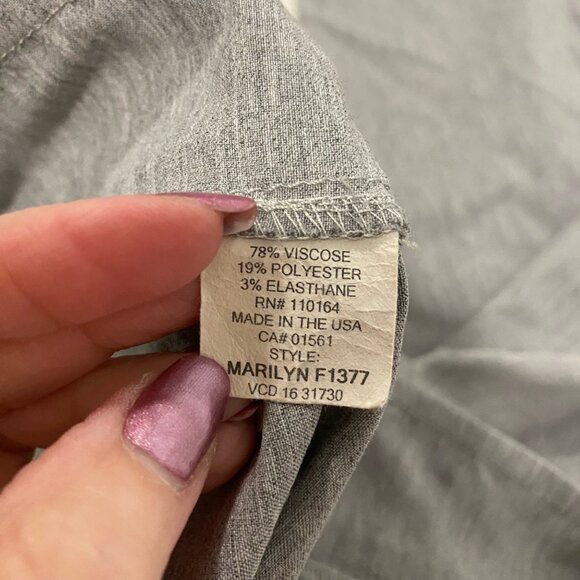 78% VISCOSE
19% POLYESTER
3% ELASTHANE
RN# 110164
MADE IN THE USA
CA# 01561
STYLE:
MARILYN F1377
VCD 16 31730